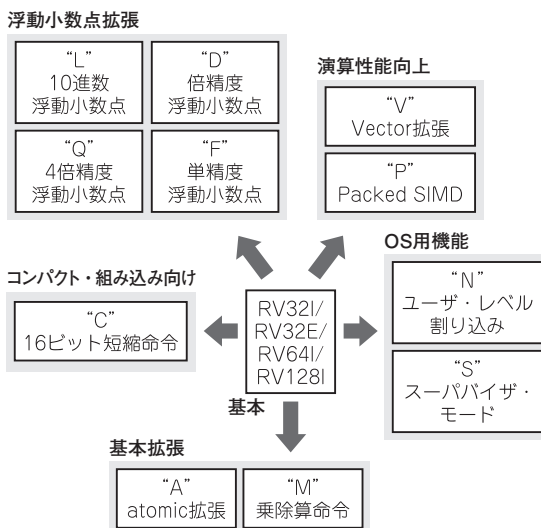 浮動小数点拡張
“L”
10進数
浮動小数点
“D”
倍精度
浮動小数点
“Q”
4倍精度
浮動小数点
“F”
単精度
浮動小数点
演算性能向上
“V”
Vector拡張
“P”
Packed SIMD
コンパクト・組み込み向け
“C”
16ビット短縮命令
RV32I/
RV32E/
RV64I/
RV128I
基本
OS用機能
“N”
ユーザ・レベル
割り込み
“S”
スーパバイザ・
モード
基本拡張
“A”
atomic拡張
“M”
乗除算命令